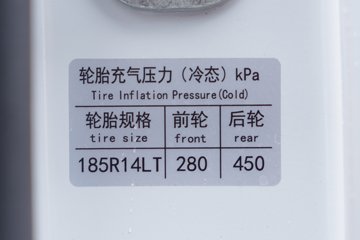 轮胎充气压力（冷态）kPa
Tire Inflation Pressure(Cold)
轮胎规格 前轮 后轮
tire size front rear
185R14LT 280 450